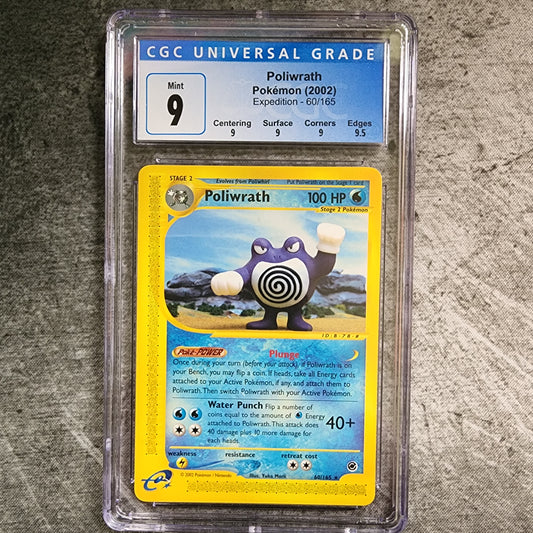 CGC UNIVERSAL GRADE
Mint
9
Poliwrath
Pokémon (2002)
Expedition - 60/165
Centering Surface Corners Edges
9 9 9 9.5
STAGE 2 Evolves from Poliwhirl Put Poliwrath on the Stage 1 card
Poliwrath 100 HP
Stage 2 Pokémon
Poké-POWER Plunge
Once during your turn (before your attack), if Poliwrath is on
your Bench, you may flip a coin. If heads, take all Energy cards
attached to your Active Pokémon, if any, and attach them to
Poliwrath. Then switch Poliwrath with your Active Pokémon.
Water Punch Flip a number of
coins equal to the amount of Energy
attached to Poliwrath. This attack does
40 damage plus 10 more damage for
each heads
40+
weakness resistance retreat cost
© 2002 Pokémon / Nintendo Illus. Yuka Morii 60/165